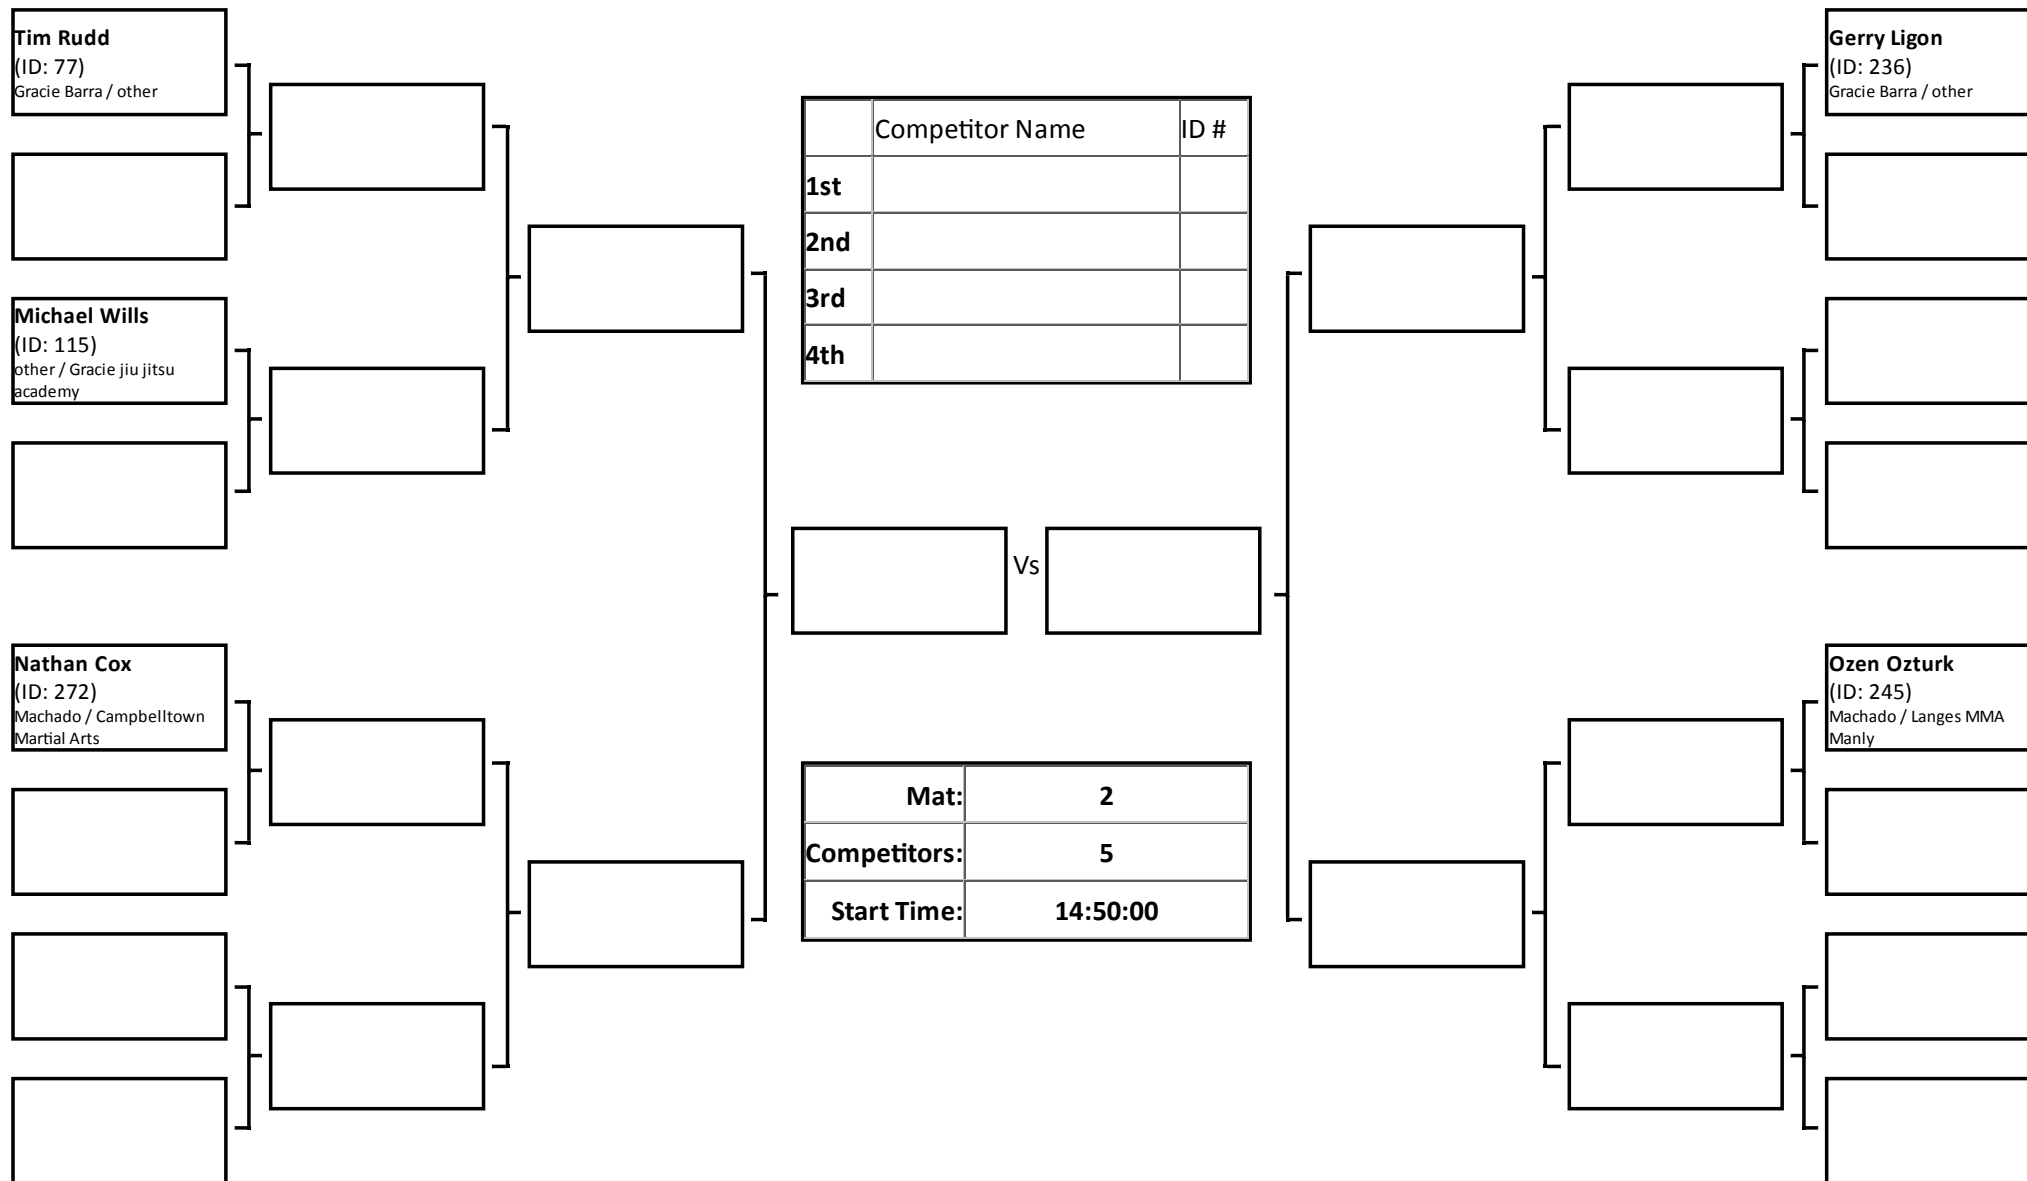 Tim Rudd
(ID: 77)
Gracie Barra / other
Michael Wills
(ID: 115)
other / Gracie jiu jitsu
academy
Nathan Cox
(ID: 272)
Machado / Campbelltown
Martial Arts
Competitor Name ID #
1st
2nd
3rd
4th
Vs
Mat: 2
Competitors: 5
Start Time: 14:50:00
Gerry Ligon
(ID: 236)
Gracie Barra / other
Ozen Ozturk
(ID: 245)
Machado / Langes MMA
Manly